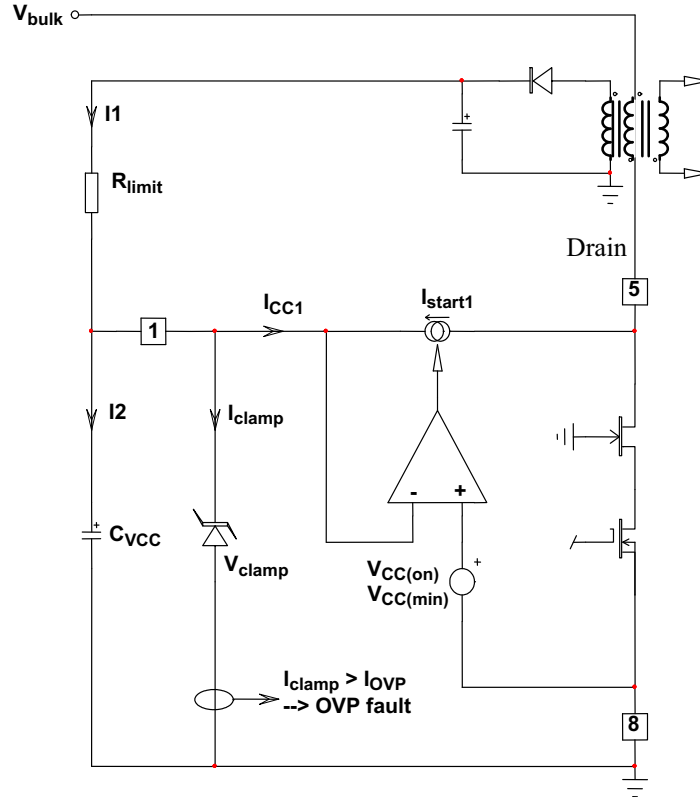 Vbulk
I1
Rlimit
Drain
5
ICC1
Istart1
1
I2
Iclamp
- +
CVCC
Vclamp
VCC(on)
VCC(min)
Iclamp > IOVP
--> OVP fault
8